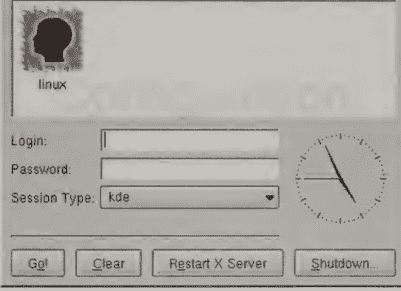 linux
Login:
Password:
Session Type: kde
Go! Clear Restart X Server Shutdown...